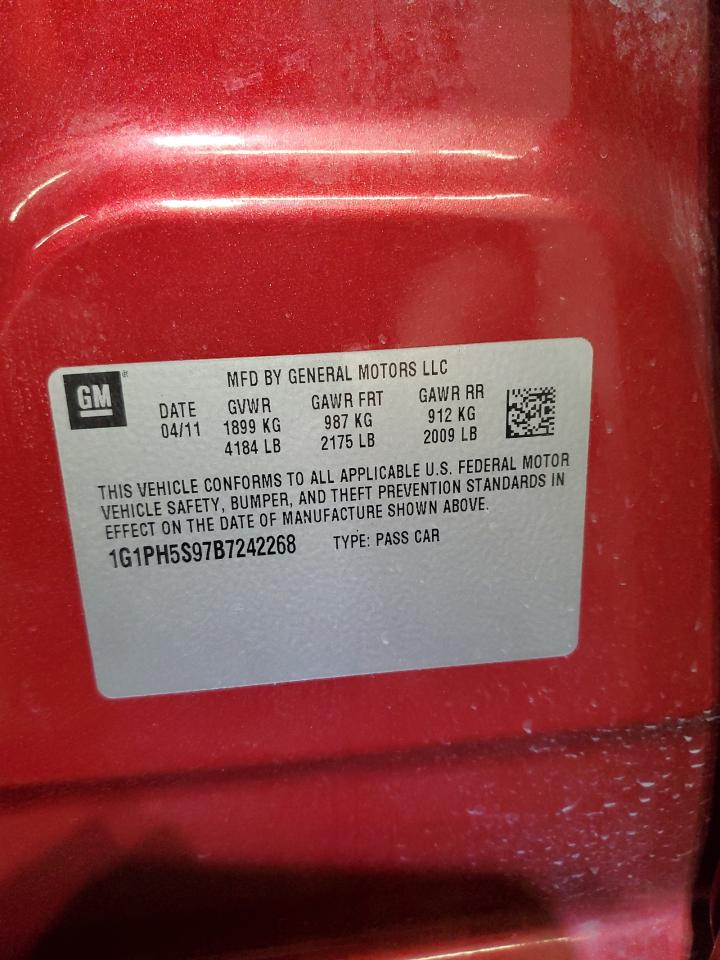 GM®
MFD BY GENERAL MOTORS LLC
DATE GVWR GAWR FRT GAWR RR
04/11 1899 KG 987 KG 912 KG
4184 LB 2175 LB 2009 LB
THIS VEHICLE CONFORMS TO ALL APPLICABLE U.S. FEDERAL MOTOR
VEHICLE SAFETY, BUMPER, AND THEFT PREVENTION STANDARDS IN
EFFECT ON THE DATE OF MANUFACTURE SHOWN ABOVE.
1G1PH5S97B7242268 TYPE: PASS CAR